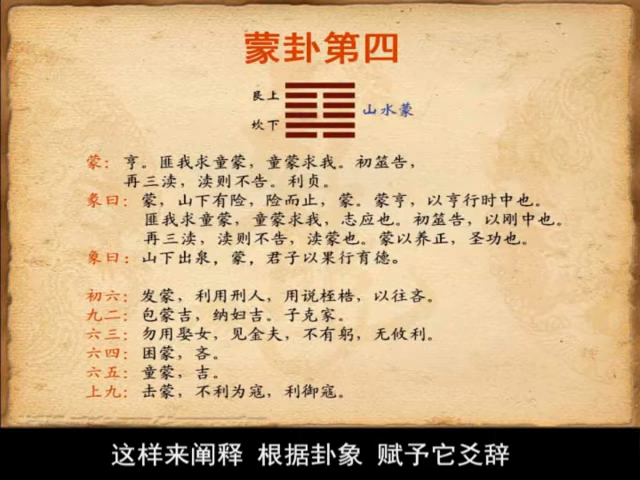 蒙卦第四
艮上
坎下
山水蒙
蒙：亨。匪我求童蒙，童蒙求我。初筮告，
再三渎，渎则不告。利贞。
象曰：蒙，山下有险，险而止，蒙。蒙亨，以亨行时中也。
匪我求童蒙，童蒙求我，志应也。初筮告，以刚中也。
再三渎，渎则不告，渎蒙也。蒙以养正，圣功也。
象曰：山下出泉，蒙，君子以果行育德。
初六：发蒙，利用刑人，用说桎梏，以往吝。
九二：包蒙吉，纳妇吉。子克家。
六三：勿用娶女，见金夫，不有躬，无攸利。
六四：困蒙，吝。
六五：童蒙，吉。
上九：击蒙，不利为寇，利御寇。
这样来阐释 根据卦象 赋予它爻辞